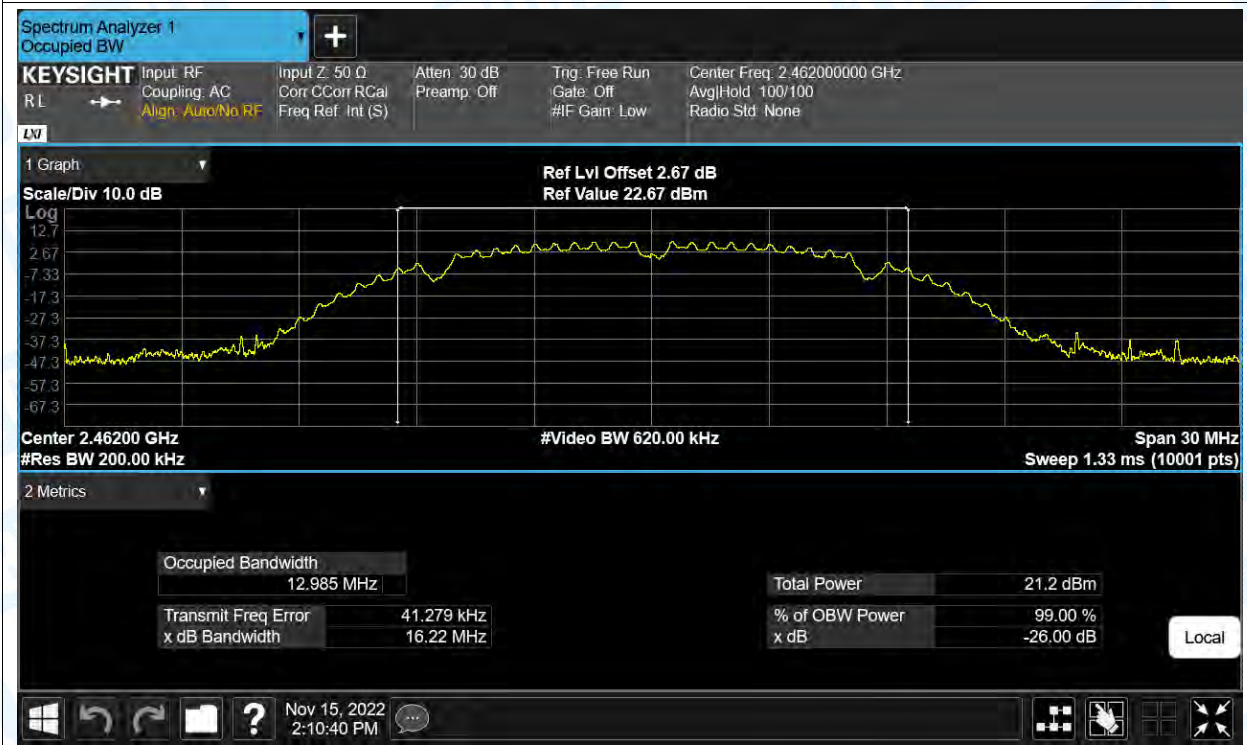 Spectrum Analyzer 1
Occupied BW
+
KEYSIGHT
R L
LXI
Input: RF
Coupling: AC
Align: Auto/No RF
Input Z: 50 Ω
Corr CCorr RCal
Freq Ref: Int (S)
Atten: 30 dB
Preamp: Off
Trig: Free Run
Gate: Off
#IF Gain: Low
Center Freq: 2.462000000 GHz
Avg|Hold: 100/100
Radio Std: None
1 Graph
Scale/Div 10.0 dB
Ref Lvl Offset 2.67 dB
Ref Value 22.67 dBm
Log
12.7
2.67
-7.33
-17.3
-27.3
-37.3
-47.3
-57.3
-67.3
Center 2.46200 GHz
#Video BW 620.00 kHz
Span 30 MHz
#Res BW 200.00 kHz
Sweep 1.33 ms (10001 pts)
2 Metrics
Occupied Bandwidth
12.985 MHz
Total Power 21.2 dBm
Transmit Freq Error 41.279 kHz
% of OBW Power 99.00 %
x dB Bandwidth 16.22 MHz
x dB -26.00 dB
Local
?
Nov 15, 2022
2:10:40 PM